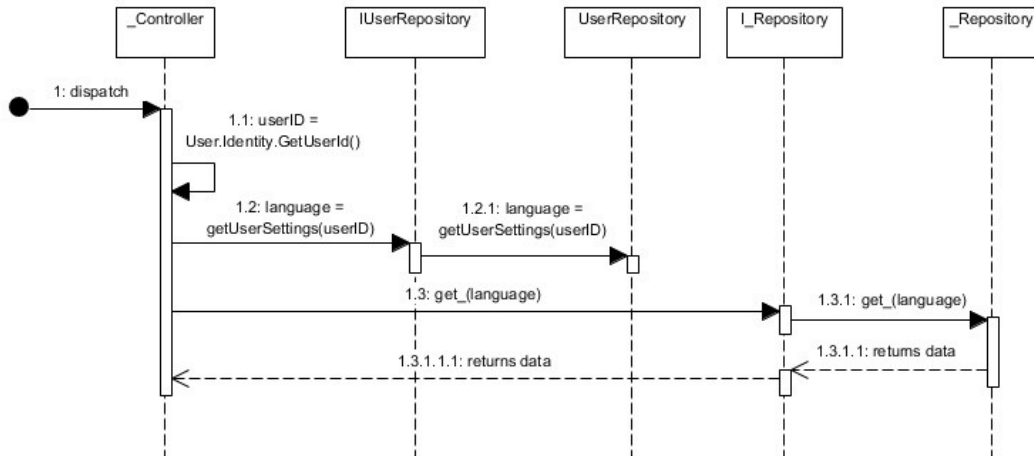 _Controller
IUserRepository
UserRepository
I_Repository
_Repository
1: dispatch
1.1: userID =
User.Identity.GetUserId()
1.2: language =
getUserSettings(userID)
1.2.1: language =
getUserSettings(userID)
1.3: get_(language)
1.3.1: get_(language)
1.3.1.1: returns data
1.3.1.1.1: returns data